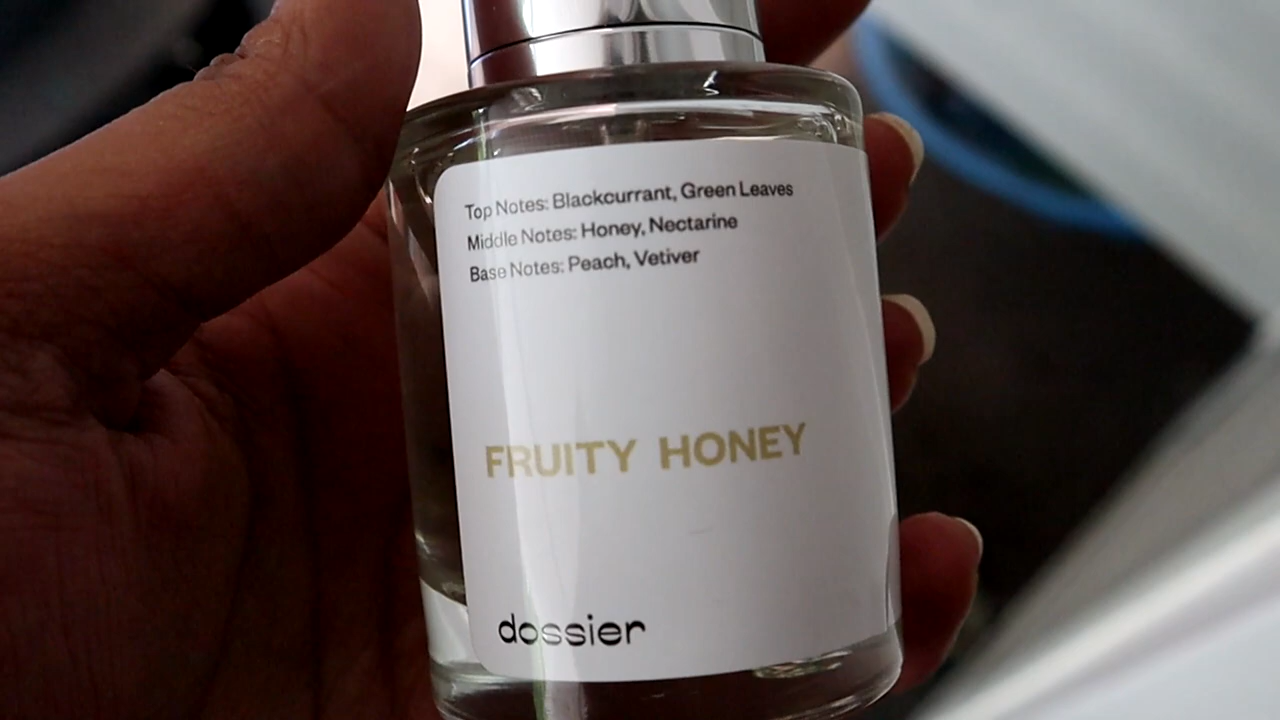 Top Notes: Blackcurrant, Green Leaves
Middle Notes: Honey, Nectarine
Base Notes: Peach, Vetiver
FRUITY HONEY
dossier